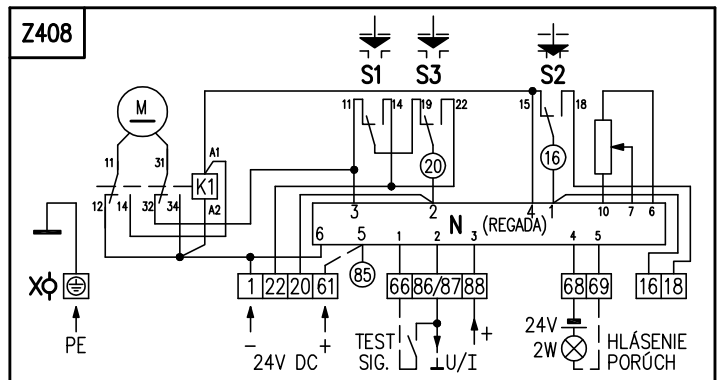 Z408
S1 S3 S2
11 14 19 22 15 18
M
11 31 A1
20 16
K1
12 14 32 34 A2
3 2 4 1 10 7 6
N (REGADA)
6 5 1 2 3 4 5
X 1 22 20 61 85 66 86/87 88 68 69 16 18
PE
- +
24V DC
TEST
SIG.
+
⊥U/I
24V
2W
HLÁSENIE
PORÚCH